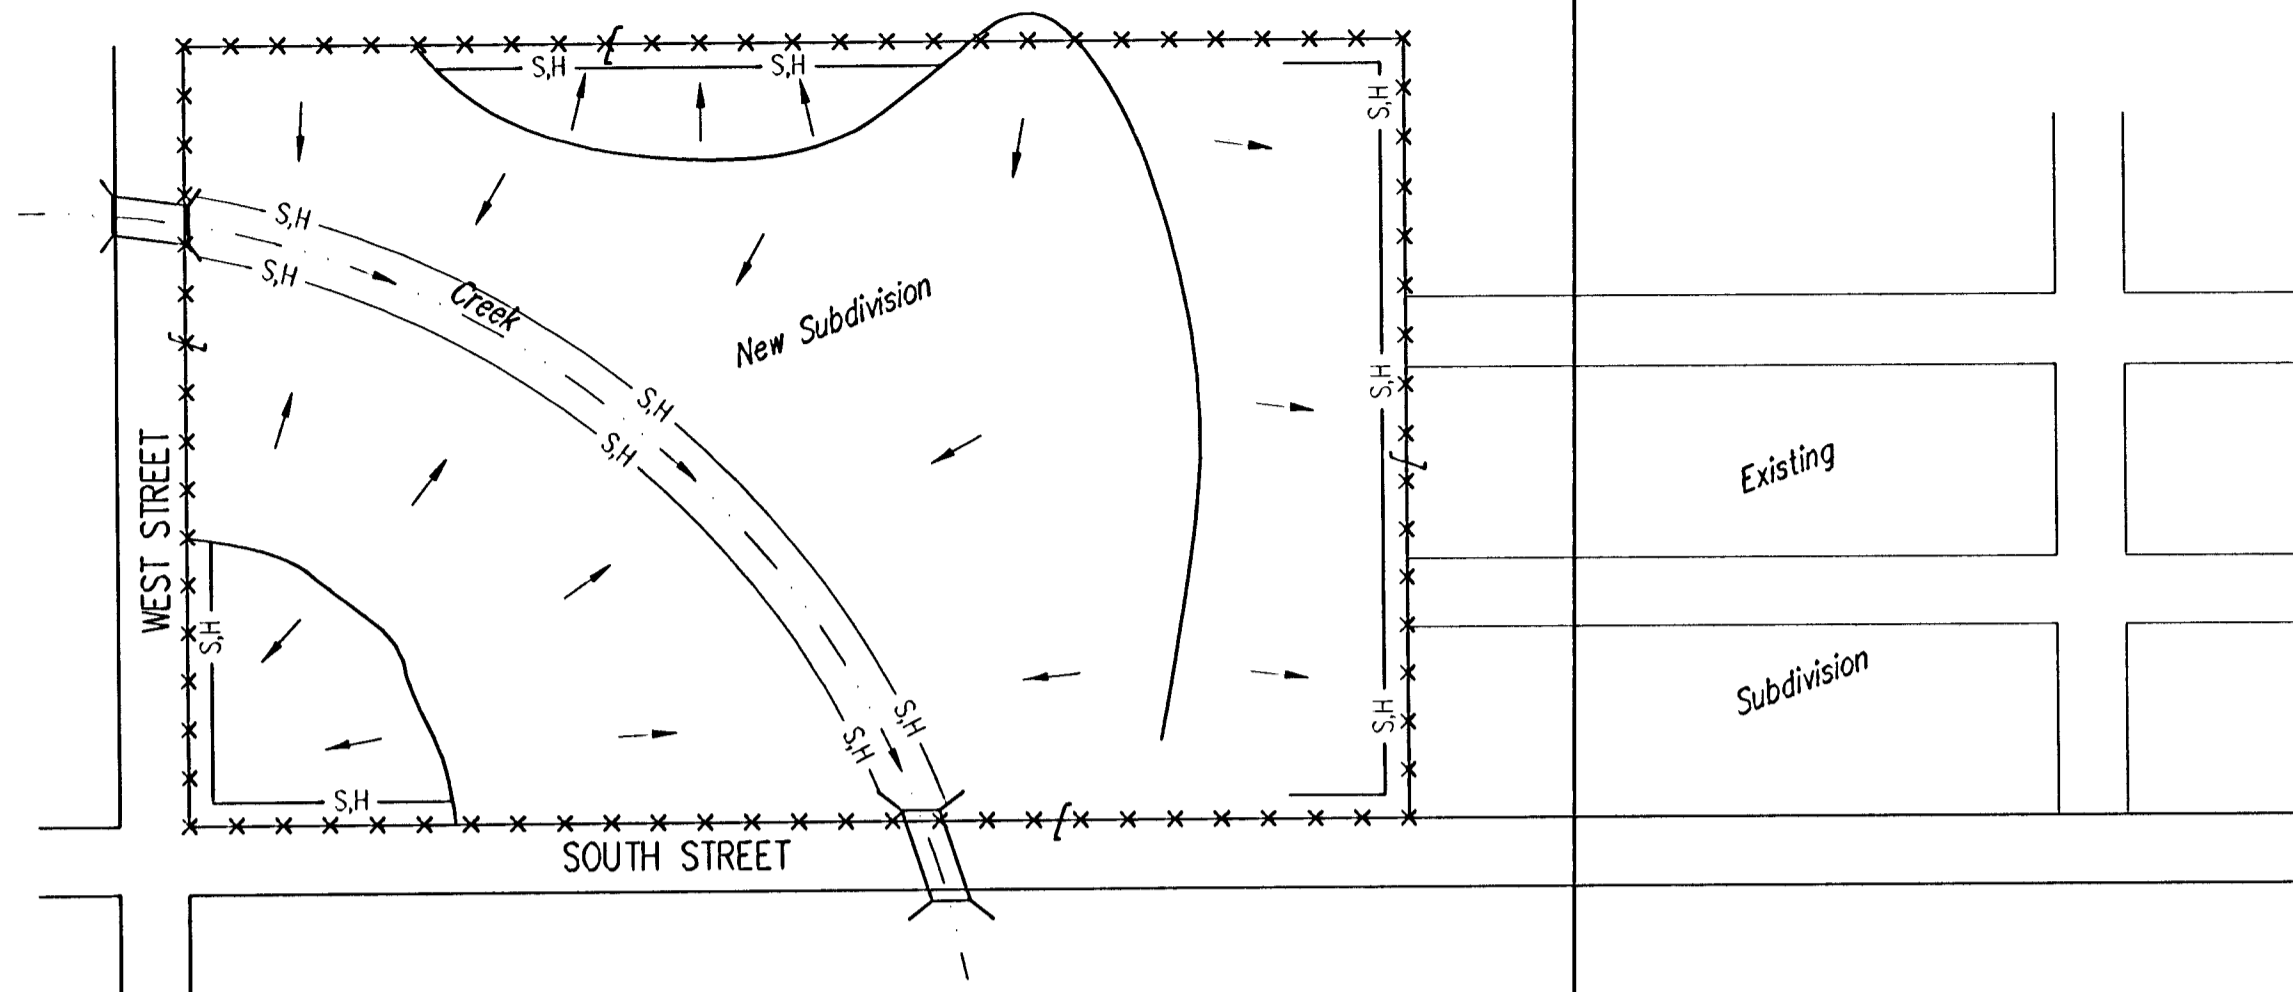 S,H
S,H
S,H
S,H
S,H
Creek
New Subdivision
S,H
S,H
S,H
WEST STREET
Existing
Subdivision
S,H
S,H
S,H
S,H
S,H
SOUTH STREET